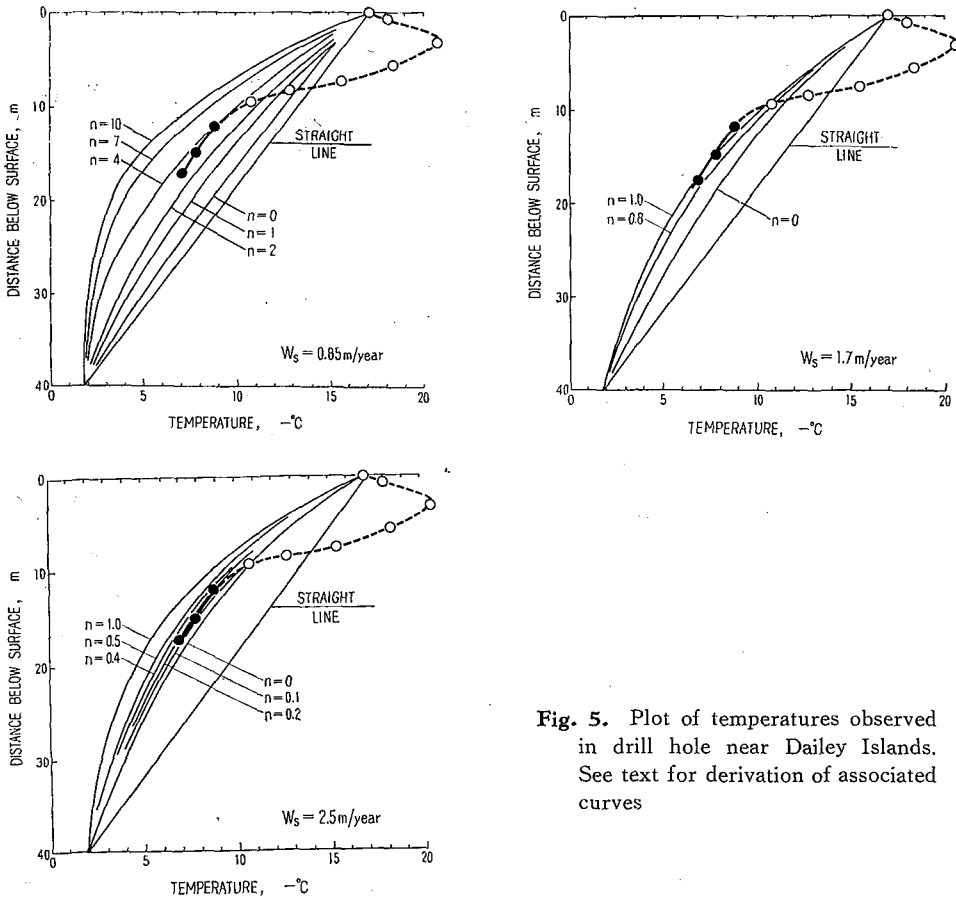 0
10
20
30
40
DISTANCE BELOW SURFACE, m
n=10
n=7
n=4
STRAIGHT
LINE
n=0
n=1
n=2
Ws = 0.85m/year
0 5 10 15 20
TEMPERATURE, -°C
0
10
20
30
40
DISTANCE BELOW SURFACE, m
STRAIGHT
LINE
n=1.0
n=0.8
n=0
Ws = 1.7m/year
0 5 10 15 20
TEMPERATURE, -°C
0
10
20
30
40
DISTANCE BELOW SURFACE, m
STRAIGHT
LINE
n=1.0
n=0.5
n=0.4
n=0
n=0.1
n=0.2
Ws = 2.5m/year
0 5 10 15 20
TEMPERATURE, -°C
Fig. 5. Plot of temperatures observed
in drill hole near Dailey Islands.
See text for derivation of associated
curves